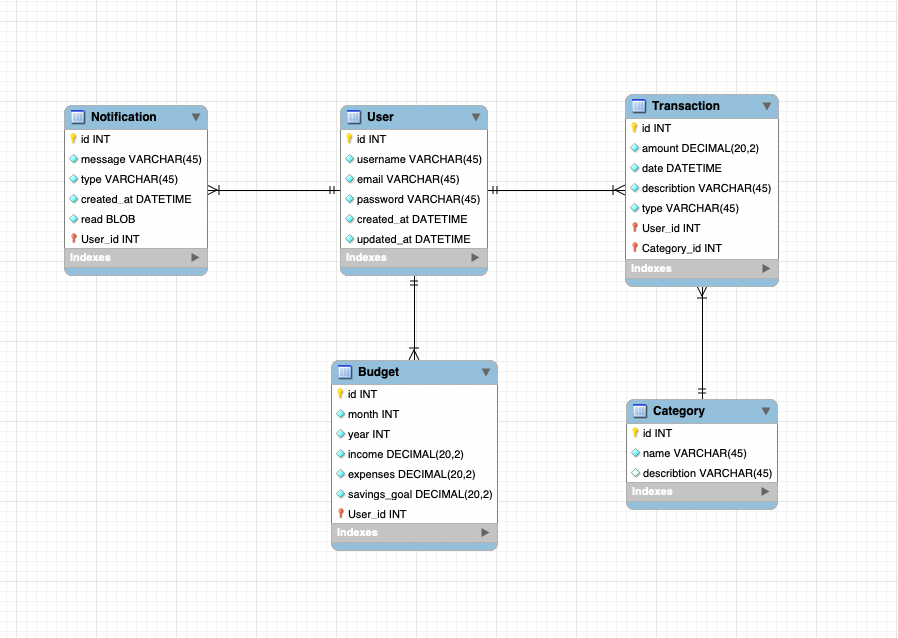 Notification
id INT
message VARCHAR(45)
type VARCHAR(45)
created_at DATETIME
read BLOB
User_id INT
Indexes
User
id INT
username VARCHAR(45)
email VARCHAR(45)
password VARCHAR(45)
created_at DATETIME
updated_at DATETIME
Indexes
Transaction
id INT
amount DECIMAL(20,2)
date DATETIME
describtion VARCHAR(45)
type VARCHAR(45)
User_id INT
Category_id INT
Indexes
Budget
id INT
month INT
year INT
income DECIMAL(20,2)
expenses DECIMAL(20,2)
savings_goal DECIMAL(20,2)
User_id INT
Indexes
Category
id INT
name VARCHAR(45)
describtion VARCHAR(45)
Indexes